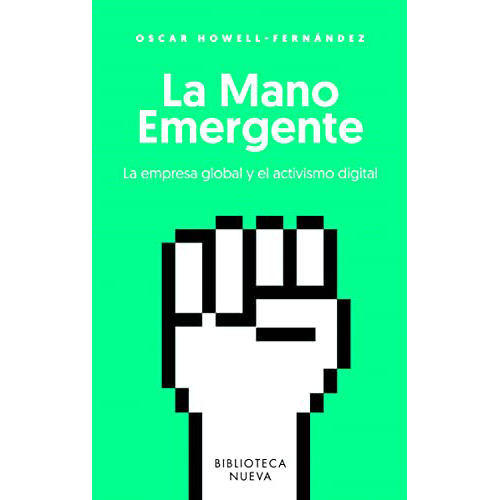 OSCAR HOWELL-FERNÁNDEZ
La Mano
Emergente
La empresa global y el activismo digital
BIBLIOTECA
NUEVA